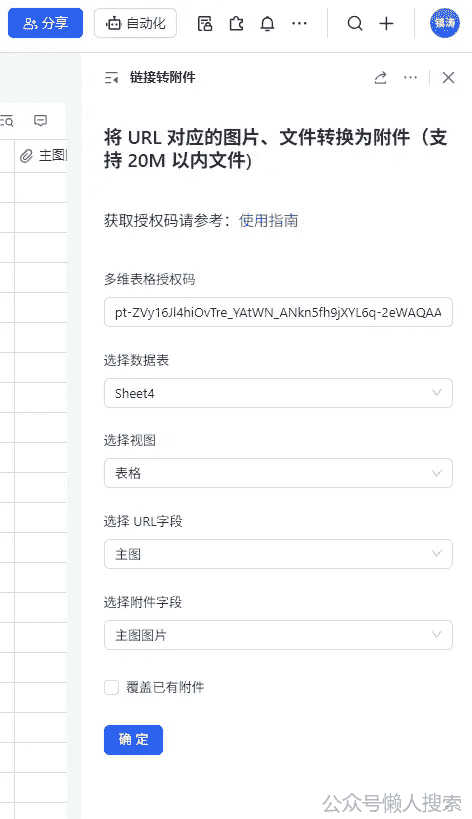 分享
自动化
镇涛
链接转附件
主图
将 URL 对应的图片、文件转换为附件（支
持 20M 以内文件)
获取授权码请参考：使用指南
多维表格授权码
pt-ZVy16Jl4hiOvTre_YAtWN_ANkn5fh9jXYL6q-2eWAQAA
选择数据表
Sheet4
选择视图
表格
选择 URL字段
主图
选择附件字段
主图图片
覆盖已有附件
确 定
公众号懒人搜索